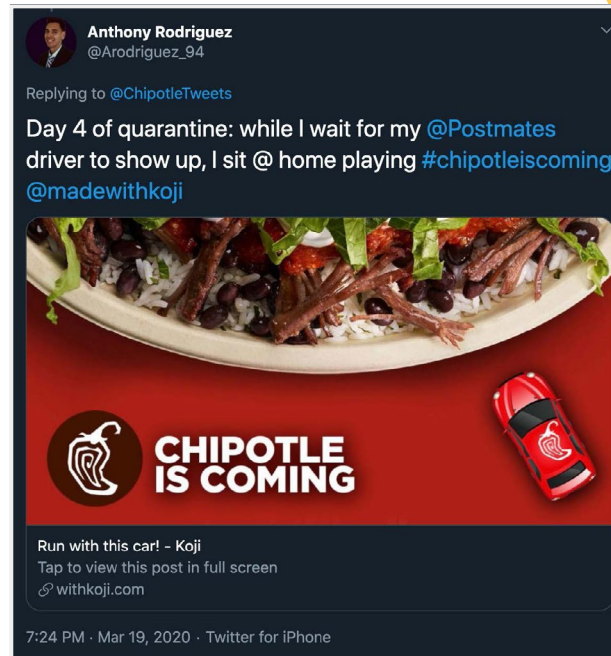 Anthony Rodriguez
@Arodriguez_94
Replying to @ChipotleTweets
Day 4 of quarantine: while I wait for my @Postmates
driver to show up, I sit @ home playing #chipotleiscoming
@madewithkoji
CHIPOTLE
IS COMING
Run with this car! - Koji
Tap to view this post in full screen
withkoji.com
7:24 PM · Mar 19, 2020 · Twitter for iPhone